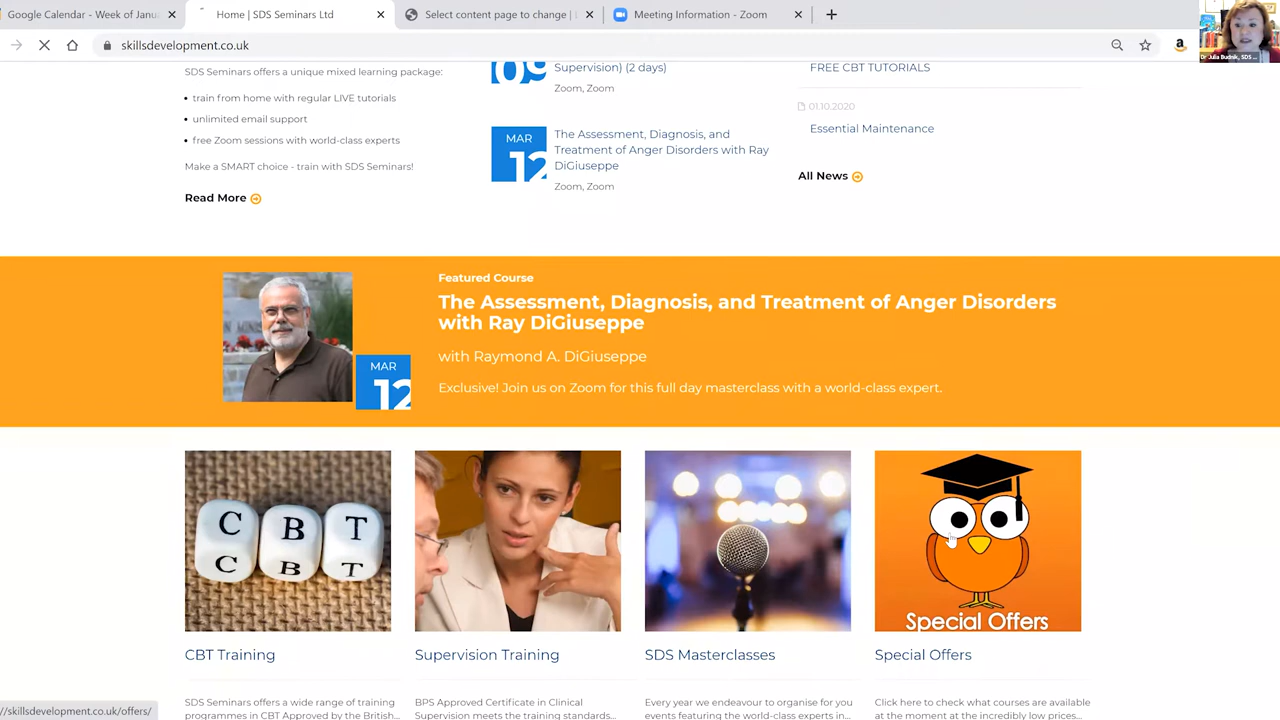 Google Calendar - Week of Janu
Home | SDS Seminars Ltd
Select content page to change |
Meeting Information - Zoom
skillsdevelopment.co.uk
Dr Julia Budnik, SDS ...
SDS Seminars offers a unique mixed learning package:
train from home with regular LIVE tutorials
unlimited email support
free Zoom sessions with world-class experts
Make a SMART choice - train with SDS Seminars!
Read More
09
Supervision) (2 days)
Zoom, Zoom
MAR
12
The Assessment, Diagnosis, and
Treatment of Anger Disorders with Ray
DiGiuseppe
Zoom, Zoom
FREE CBT TUTORIALS
01.10.2020
Essential Maintenance
All News
MAR
12
Featured Course
The Assessment, Diagnosis, and Treatment of Anger Disorders
with Ray DiGiuseppe
with Raymond A. DiGiuseppe
Exclusive! Join us on Zoom for this full day masterclass with a world-class expert.
C B T
C B T
Special Offers
CBT Training
Supervision Training
SDS Masterclasses
Special Offers
SDS Seminars offers a wide range of training
programmes in CBT Approved by the British...
BPS Approved Certificate in Clinical
Supervision meets the training standards...
Every year we endeavour to organise for you
events featuring the world-class experts in...
Click here to check what courses are available
at the moment at the incredibly low prices...
//skillsdevelopment.co.uk/offers/